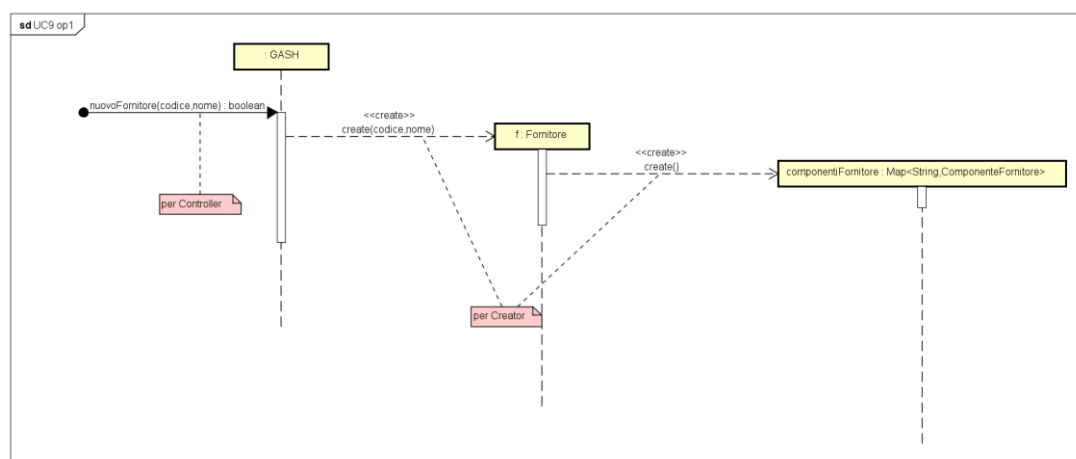 sd UC9 op1
: GASH
nuovoFornitore(codice,nome) : boolean
<<create>>
create(codice,nome)
f : Fornitore
<<create>>
create()
componentiFornitore : Map<String,ComponenteFornitore>
per Controller
per Creator